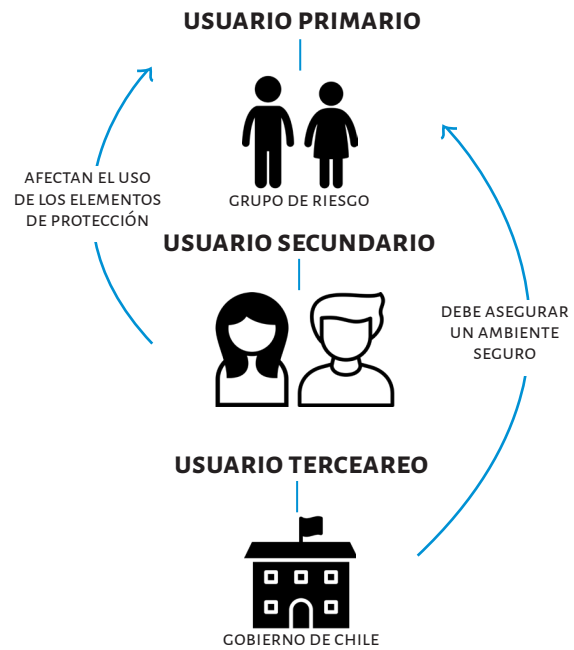 USUARIO PRIMARIO
GRUPO DE RIESGO
AFECTAN EL USO
DE LOS ELEMENTOS
DE PROTECCIÓN
USUARIO SECUNDARIO
DEBE ASEGURAR
UN AMBIENTE
SEGURO
USUARIO TERCEAREO
GOBIERNO DE CHILE